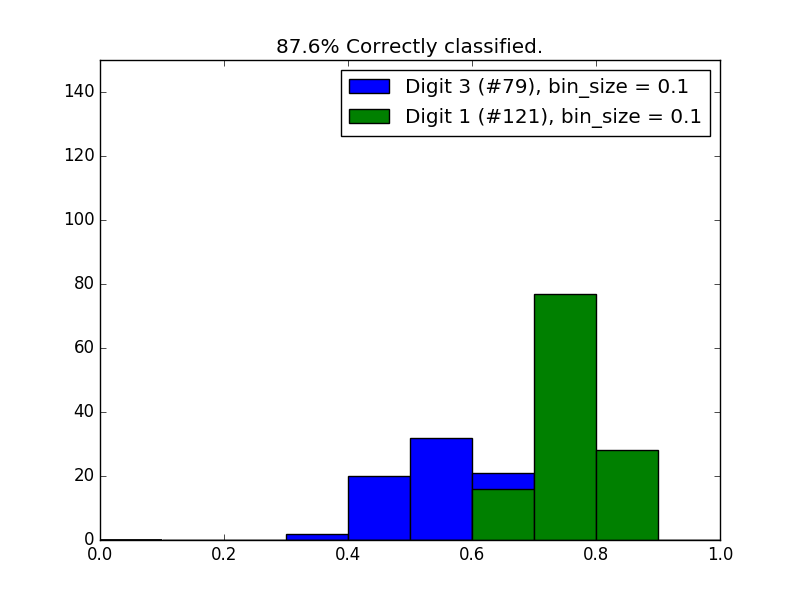 87.6% Correctly classified.
Digit 3 (#79), bin_size = 0.1
Digit 1 (#121), bin_size = 0.1
140
120
100
80
60
40
20
0
0.0 0.2 0.4 0.6 0.8 1.0